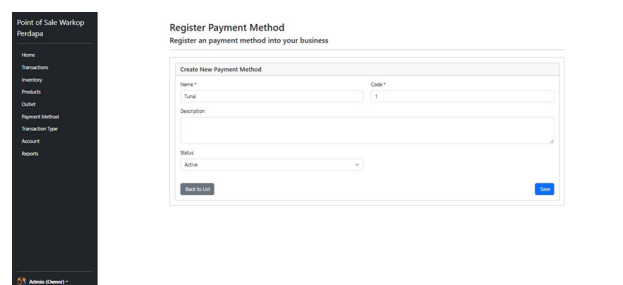 Point of Sale Warkop
Perdapa
Home
Transactions
Inventory
Products
Outlet
Payment Method
Transaction Type
Account
Reports
Admin (Owner)
Register Payment Method
Register an payment method into your business
Create New Payment Method
Name *
Code *
Tunai
1
Description
Status
Active
Back to List
Save